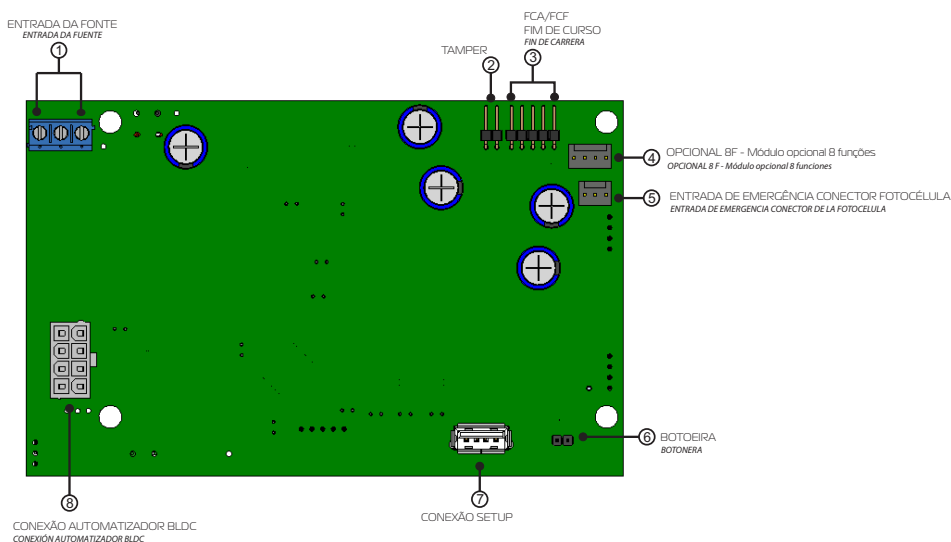 ENTRADA DA FONTE
ENTRADA DA FUENTE
1
FCA/FCF
FIM DE CURSO
FIN DE CARRERA
3
TAMPER
2
4 OPCIONAL 8F - Módulo opcional 8 funções
OPCIONAL 8 F - Módulo opcional 8 funciones
5 ENTRADA DE EMERGÊNCIA CONECTOR FOTOCÉLULA
ENTRADA DE EMERGENCIA CONECTOR DE LA FOTOCELULA
6 BOTOEIRA
BOTONERA
7
CONEXÃO SETUP
8
CONEXÃO AUTOMATIZADOR BLDC
CONEXIÓN AUTOMATIZADOR BLDC